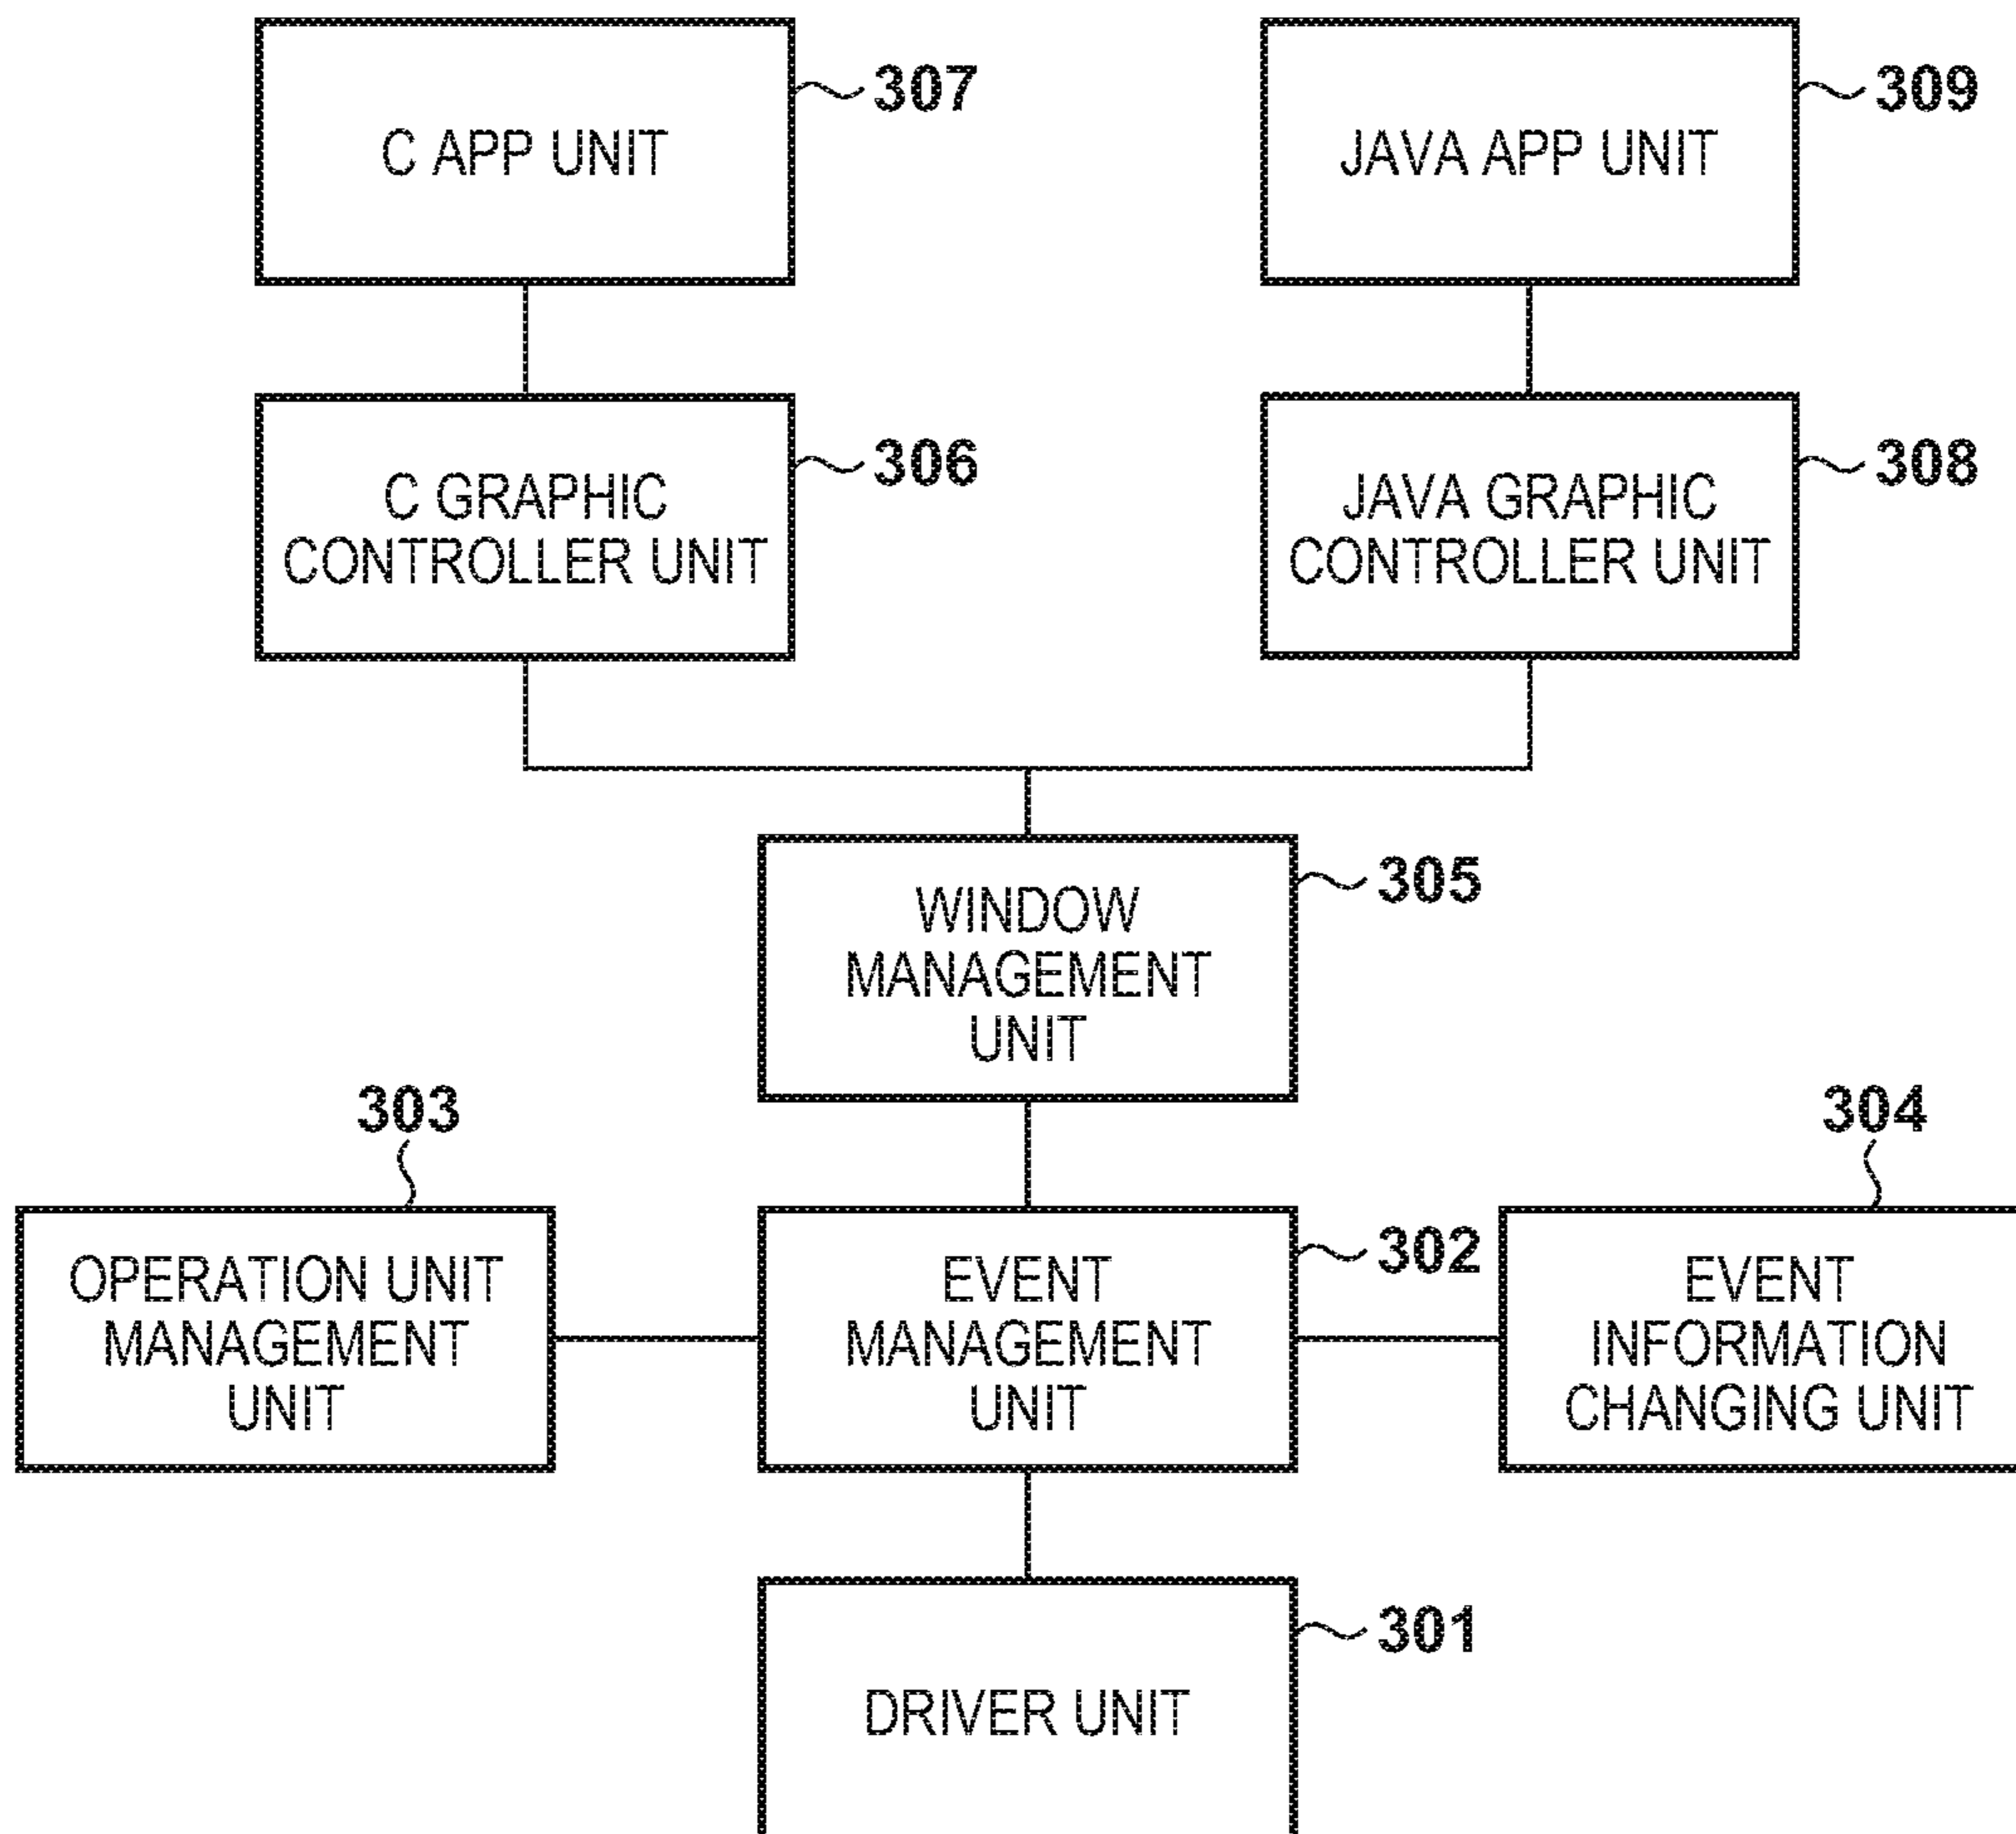 307
309
C APP UNIT
JAVA APP UNIT
306
308
C GRAPHIC
CONTROLLER UNIT
JAVA GRAPHIC
CONTROLLER UNIT
305
WINDOW
MANAGEMENT
UNIT
303
304
302
OPERATION UNIT
MANAGEMENT
UNIT
EVENT
MANAGEMENT
UNIT
EVENT
INFORMATION
CHANGING UNIT
301
DRIVER UNIT